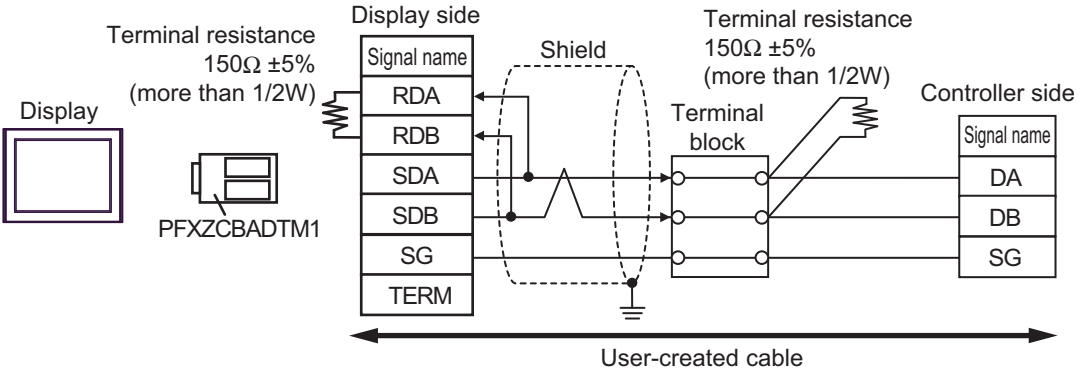 Display
PFXZCBADTM1
Terminal resistance
150Ω ±5%
(more than 1/2W)
Display side
Signal name
RDA
RDB
SDA
SDB
SG
TERM
Shield
Terminal
block
Terminal resistance
150Ω ±5%
(more than 1/2W)
Controller side
Signal name
DA
DB
SG
User-created cable